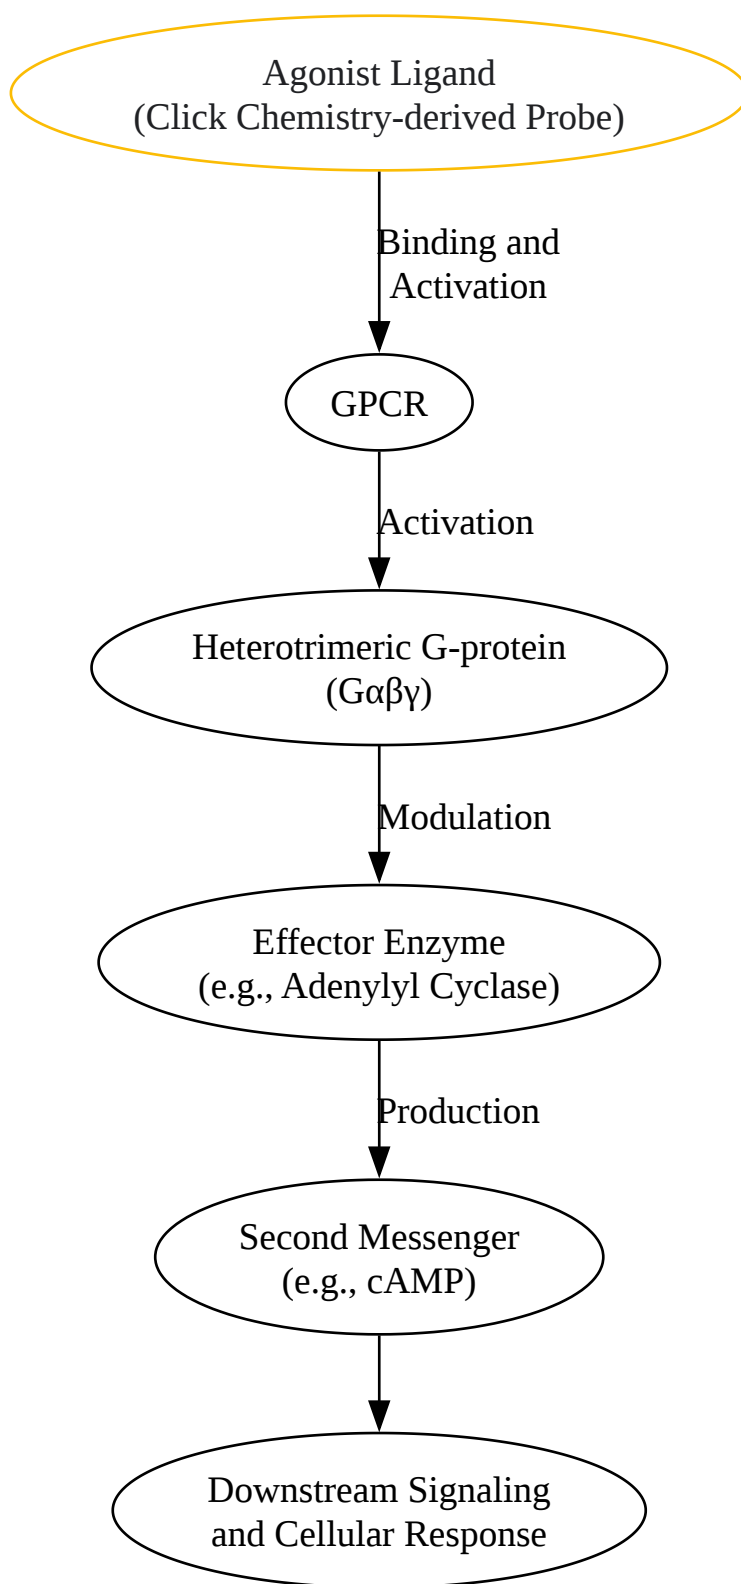 Agonist Ligand
(Click Chemistry-derived Probe)
Binding and
Activation
GPCR
Activation
Heterotrimeric G-protein
(Gαβγ)
Modulation
Effector Enzyme
(e.g., Adenylyl Cyclase)
Production
Second Messenger
(e.g., cAMP)
Downstream Signaling
and Cellular Response